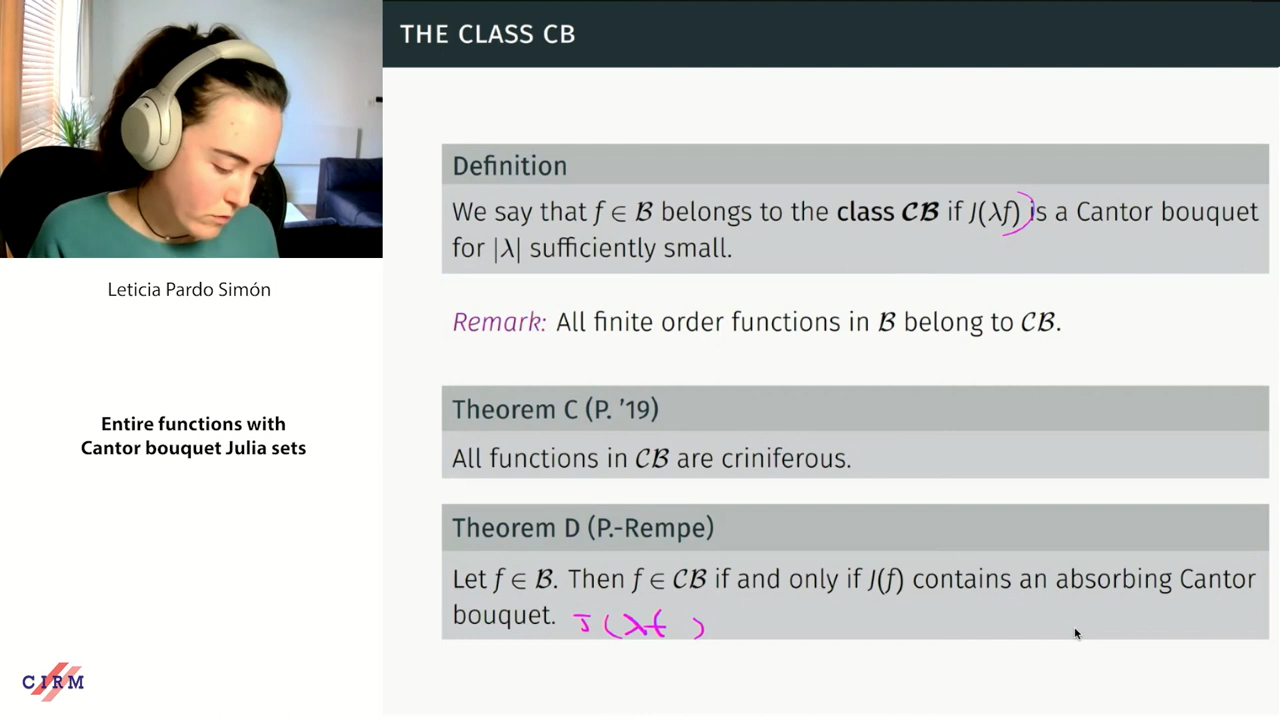 THE CLASS CB
Definition
We say that f ∈ ℬ belongs to the class 𝒞ℬ if J(λf) is a Cantor bouquet
for |λ| sufficiently small.
Remark: All finite order functions in ℬ belong to 𝒞ℬ.
Theorem C (P. ’19)
All functions in 𝒞ℬ are criniferous.
Theorem D (P.-Rempe)
Let f ∈ ℬ. Then f ∈ 𝒞ℬ if and only if J(f) contains an absorbing Cantor
bouquet. J(λf )
Leticia Pardo Simón
Entire functions with
Cantor bouquet Julia sets
CIRM